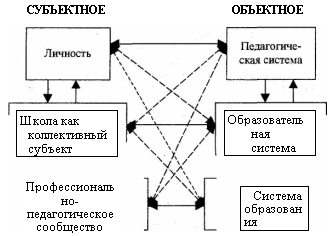 СУБЪЕКТНОЕ
ОБЪЕКТНОЕ
Личность
Педагогиче-
ская система
Школа как
коллективный
субъект
Образователь
ная
система
Профессиональ
но-
педагогическое
сообщество
Система
образован
ия